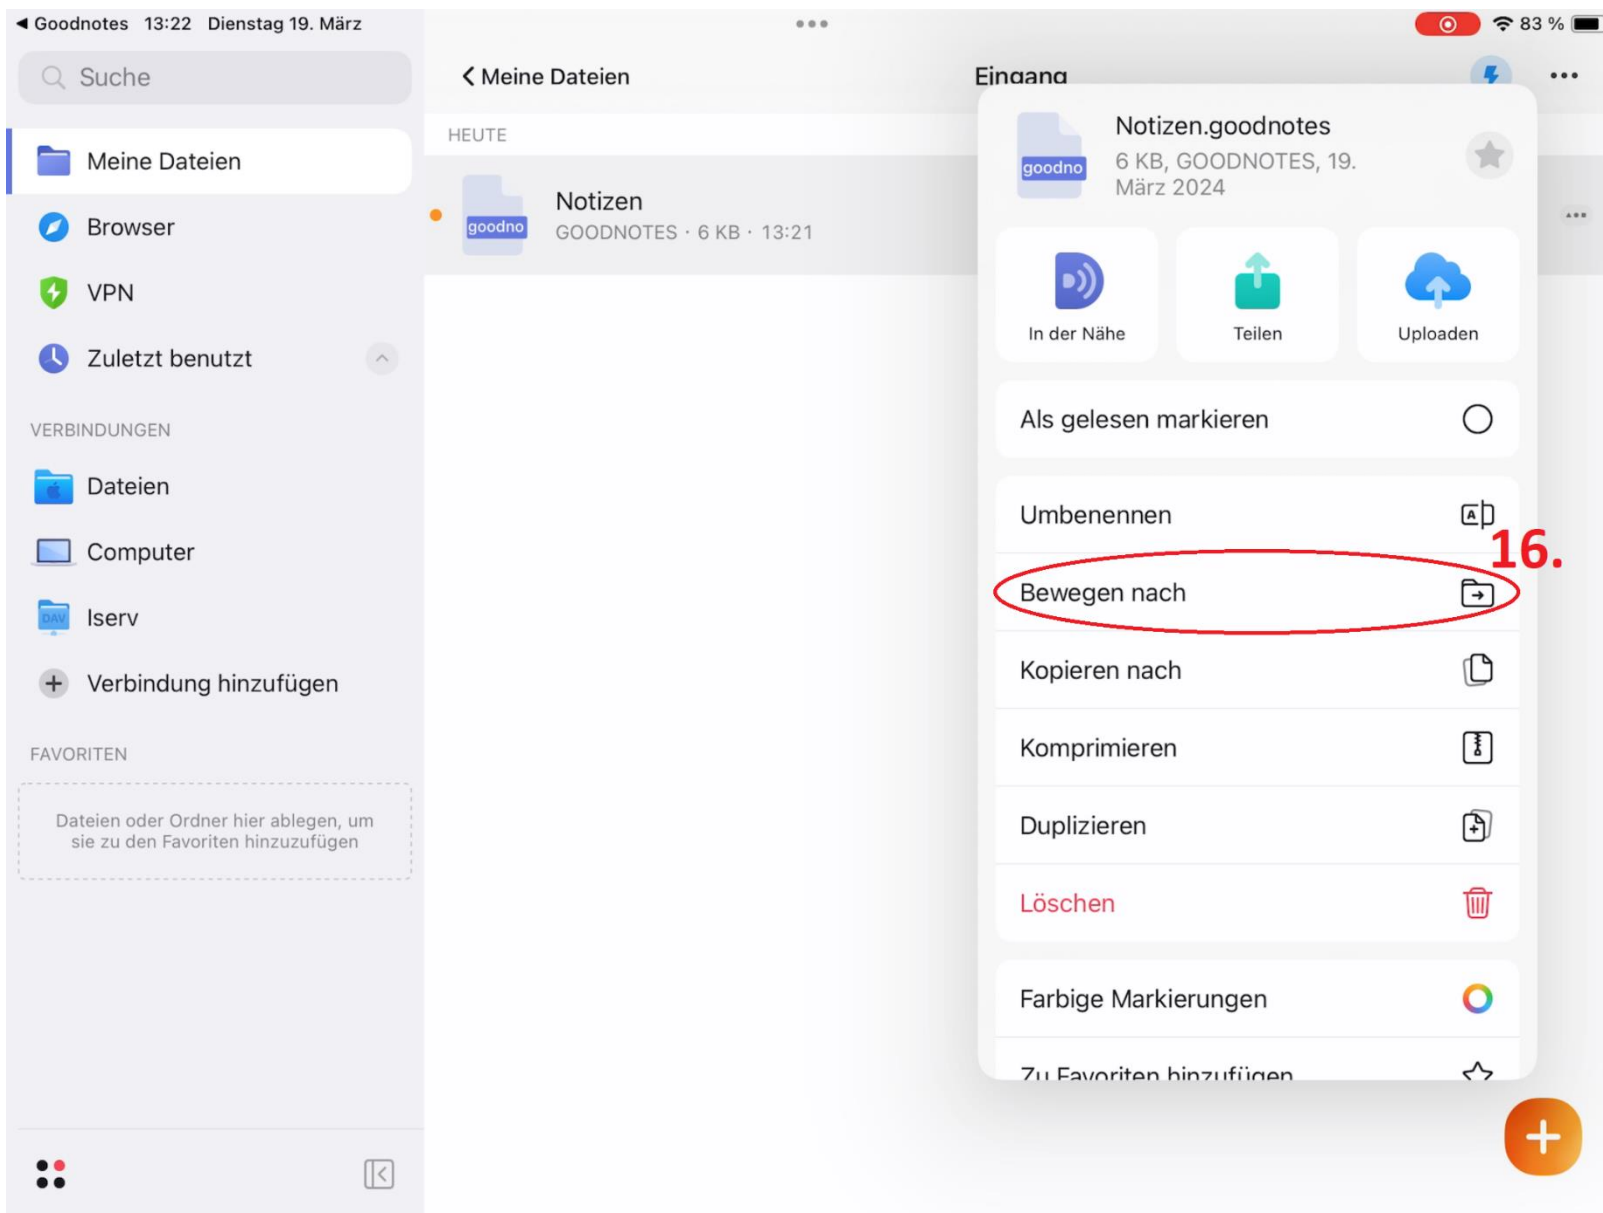 Goodnotes 13:22 Dienstag 19. März
83 %
Suche
Meine Dateien
Browser
VPN
Zuletzt benutzt
VERBINDUNGEN
Dateien
Computer
DAV
Iserv
Verbindung hinzufügen
FAVORITEN
Dateien oder Ordner hier ablegen, um
sie zu den Favoriten hinzuzufügen
Meine Dateien
Eingang
HEUTE
goodno
Notizen
GOODNOTES · 6 KB · 13:21
goodno
Notizen.goodnotes
6 KB, GOODNOTES, 19.
März 2024
In der Nähe
Teilen
Uploaden
Als gelesen markieren
Umbenennen
A
16.
Bewegen nach
Kopieren nach
Komprimieren
Duplizieren
Löschen
Farbige Markierungen
Zu Favoriten hinzufügen